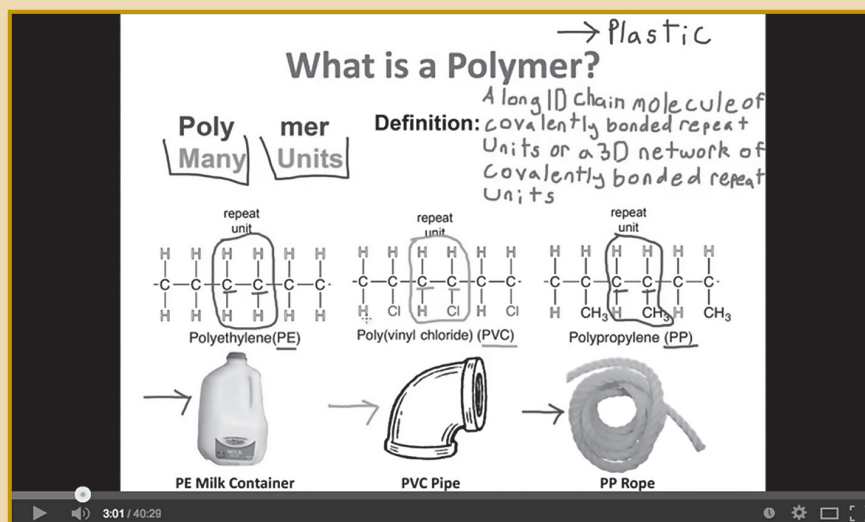 → Plastic
What is a Polymer?
Poly mer
Many Units
Definition:
A long 1D chain molecule of
covalently bonded repeat
Units or a 3D network of
covalently bonded repeat
Units
repeat
unit
repeat
unit
repeat
unit
H H H H H H
-C-C-C-C-C-C-
H H H H H H
Polyethylene(PE)
H H H H H H
-C-C-C-C-C-C-
H Cl H Cl H Cl
Poly(vinyl chloride) (PVC)
H H H H H H
-C-C-C-C-C-C-
H CH3 H CH3 H CH3
Polypropylene (PP)
MILK
PE Milk Container
PVC Pipe
PP Rope
3:01 / 40:29